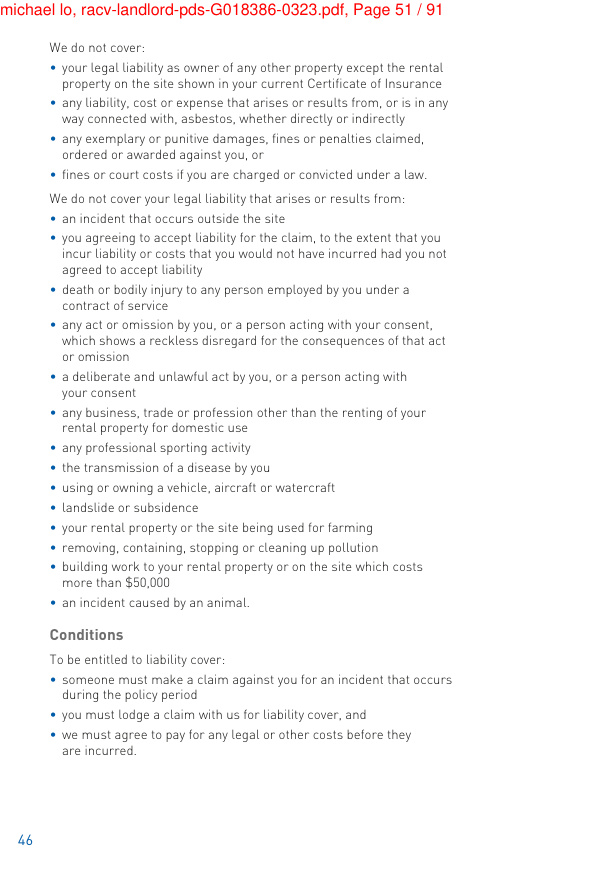 michael lo, racv-landlord-pds-G018386-0323.pdf, Page 51 / 91
We do not cover:
• your legal liability as owner of any other property except the rental
property on the site shown in your current Certificate of Insurance
• any liability, cost or expense that arises or results from, or is in any
way connected with, asbestos, whether directly or indirectly
• any exemplary or punitive damages, fines or penalties claimed,
ordered or awarded against you, or
• fines or court costs if you are charged or convicted under a law.
We do not cover your legal liability that arises or results from:
• an incident that occurs outside the site
• you agreeing to accept liability for the claim, to the extent that you
incur liability or costs that you would not have incurred had you not
agreed to accept liability
• death or bodily injury to any person employed by you under a
contract of service
• any act or omission by you, or a person acting with your consent,
which shows a reckless disregard for the consequences of that act
or omission
• a deliberate and unlawful act by you, or a person acting with
your consent
• any business, trade or profession other than the renting of your
rental property for domestic use
• any professional sporting activity
• the transmission of a disease by you
• using or owning a vehicle, aircraft or watercraft
• landslide or subsidence
• your rental property or the site being used for farming
• removing, containing, stopping or cleaning up pollution
• building work to your rental property or on the site which costs
more than $50,000
• an incident caused by an animal.
Conditions
To be entitled to liability cover:
• someone must make a claim against you for an incident that occurs
during the policy period
• you must lodge a claim with us for liability cover, and
• we must agree to pay for any legal or other costs before they
are incurred.
46